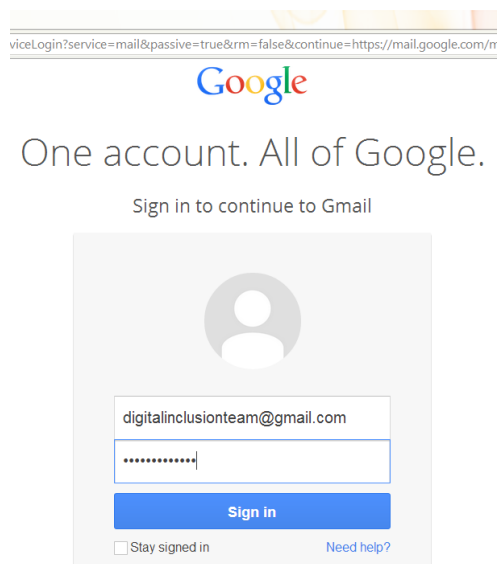 viceLogin?service=mail&passive=true&rm=false&continue=https://mail.google.com/m
Google
One account. All of Google.
Sign in to continue to Gmail
digitalinclusionteam@gmail.com
•••••••••••••
Sign in
Stay signed in Need help?